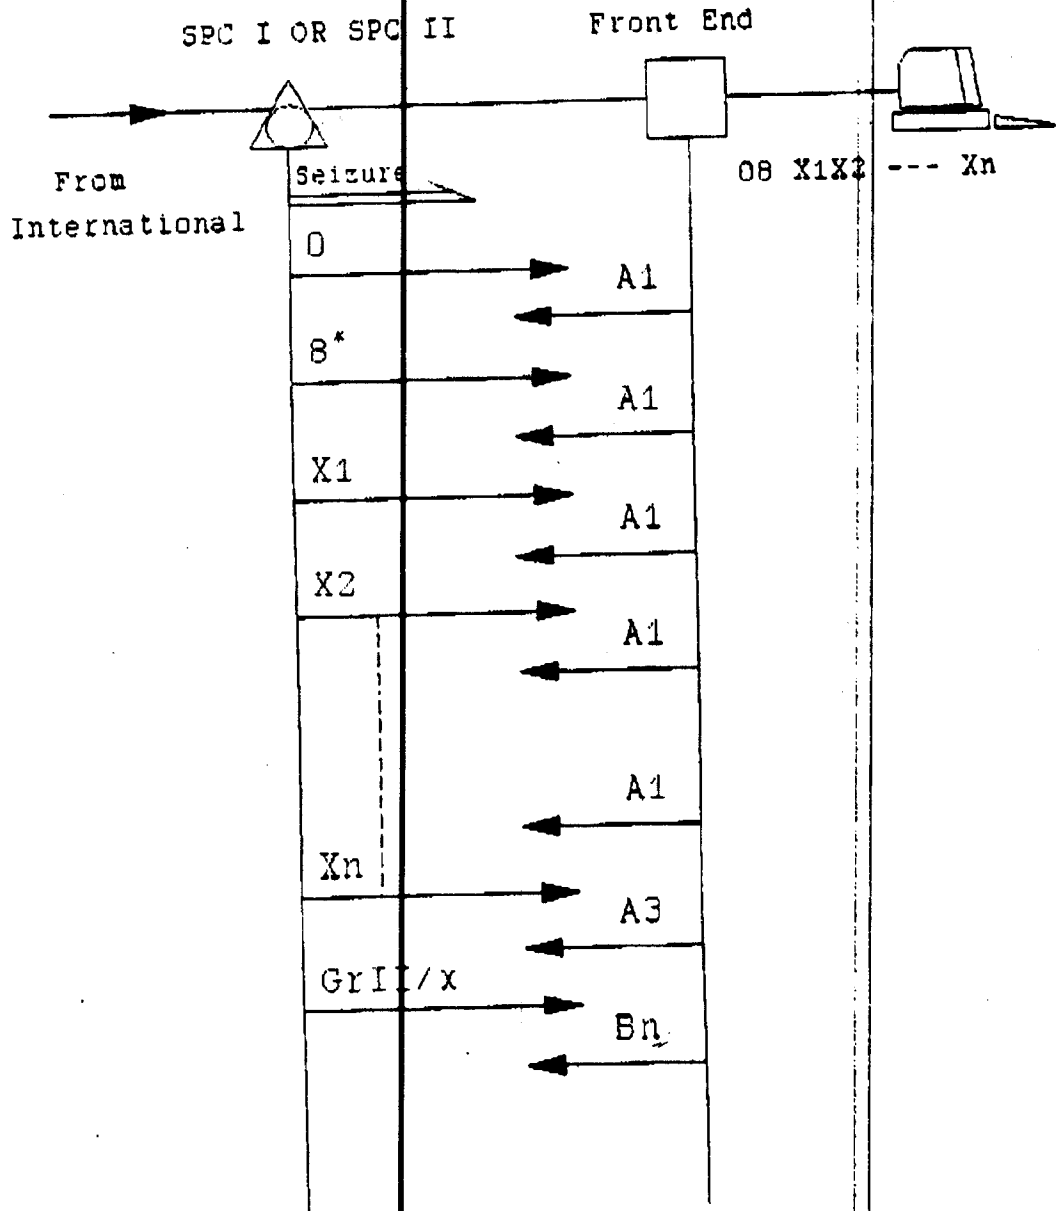 SPC I OR SPC II
Front End
From
International
Seizure
08 X1X2 --- Xn
0
A1
8*
A1
X1
A1
X2
A1
A1
Xn
A3
GrII/x
Bn